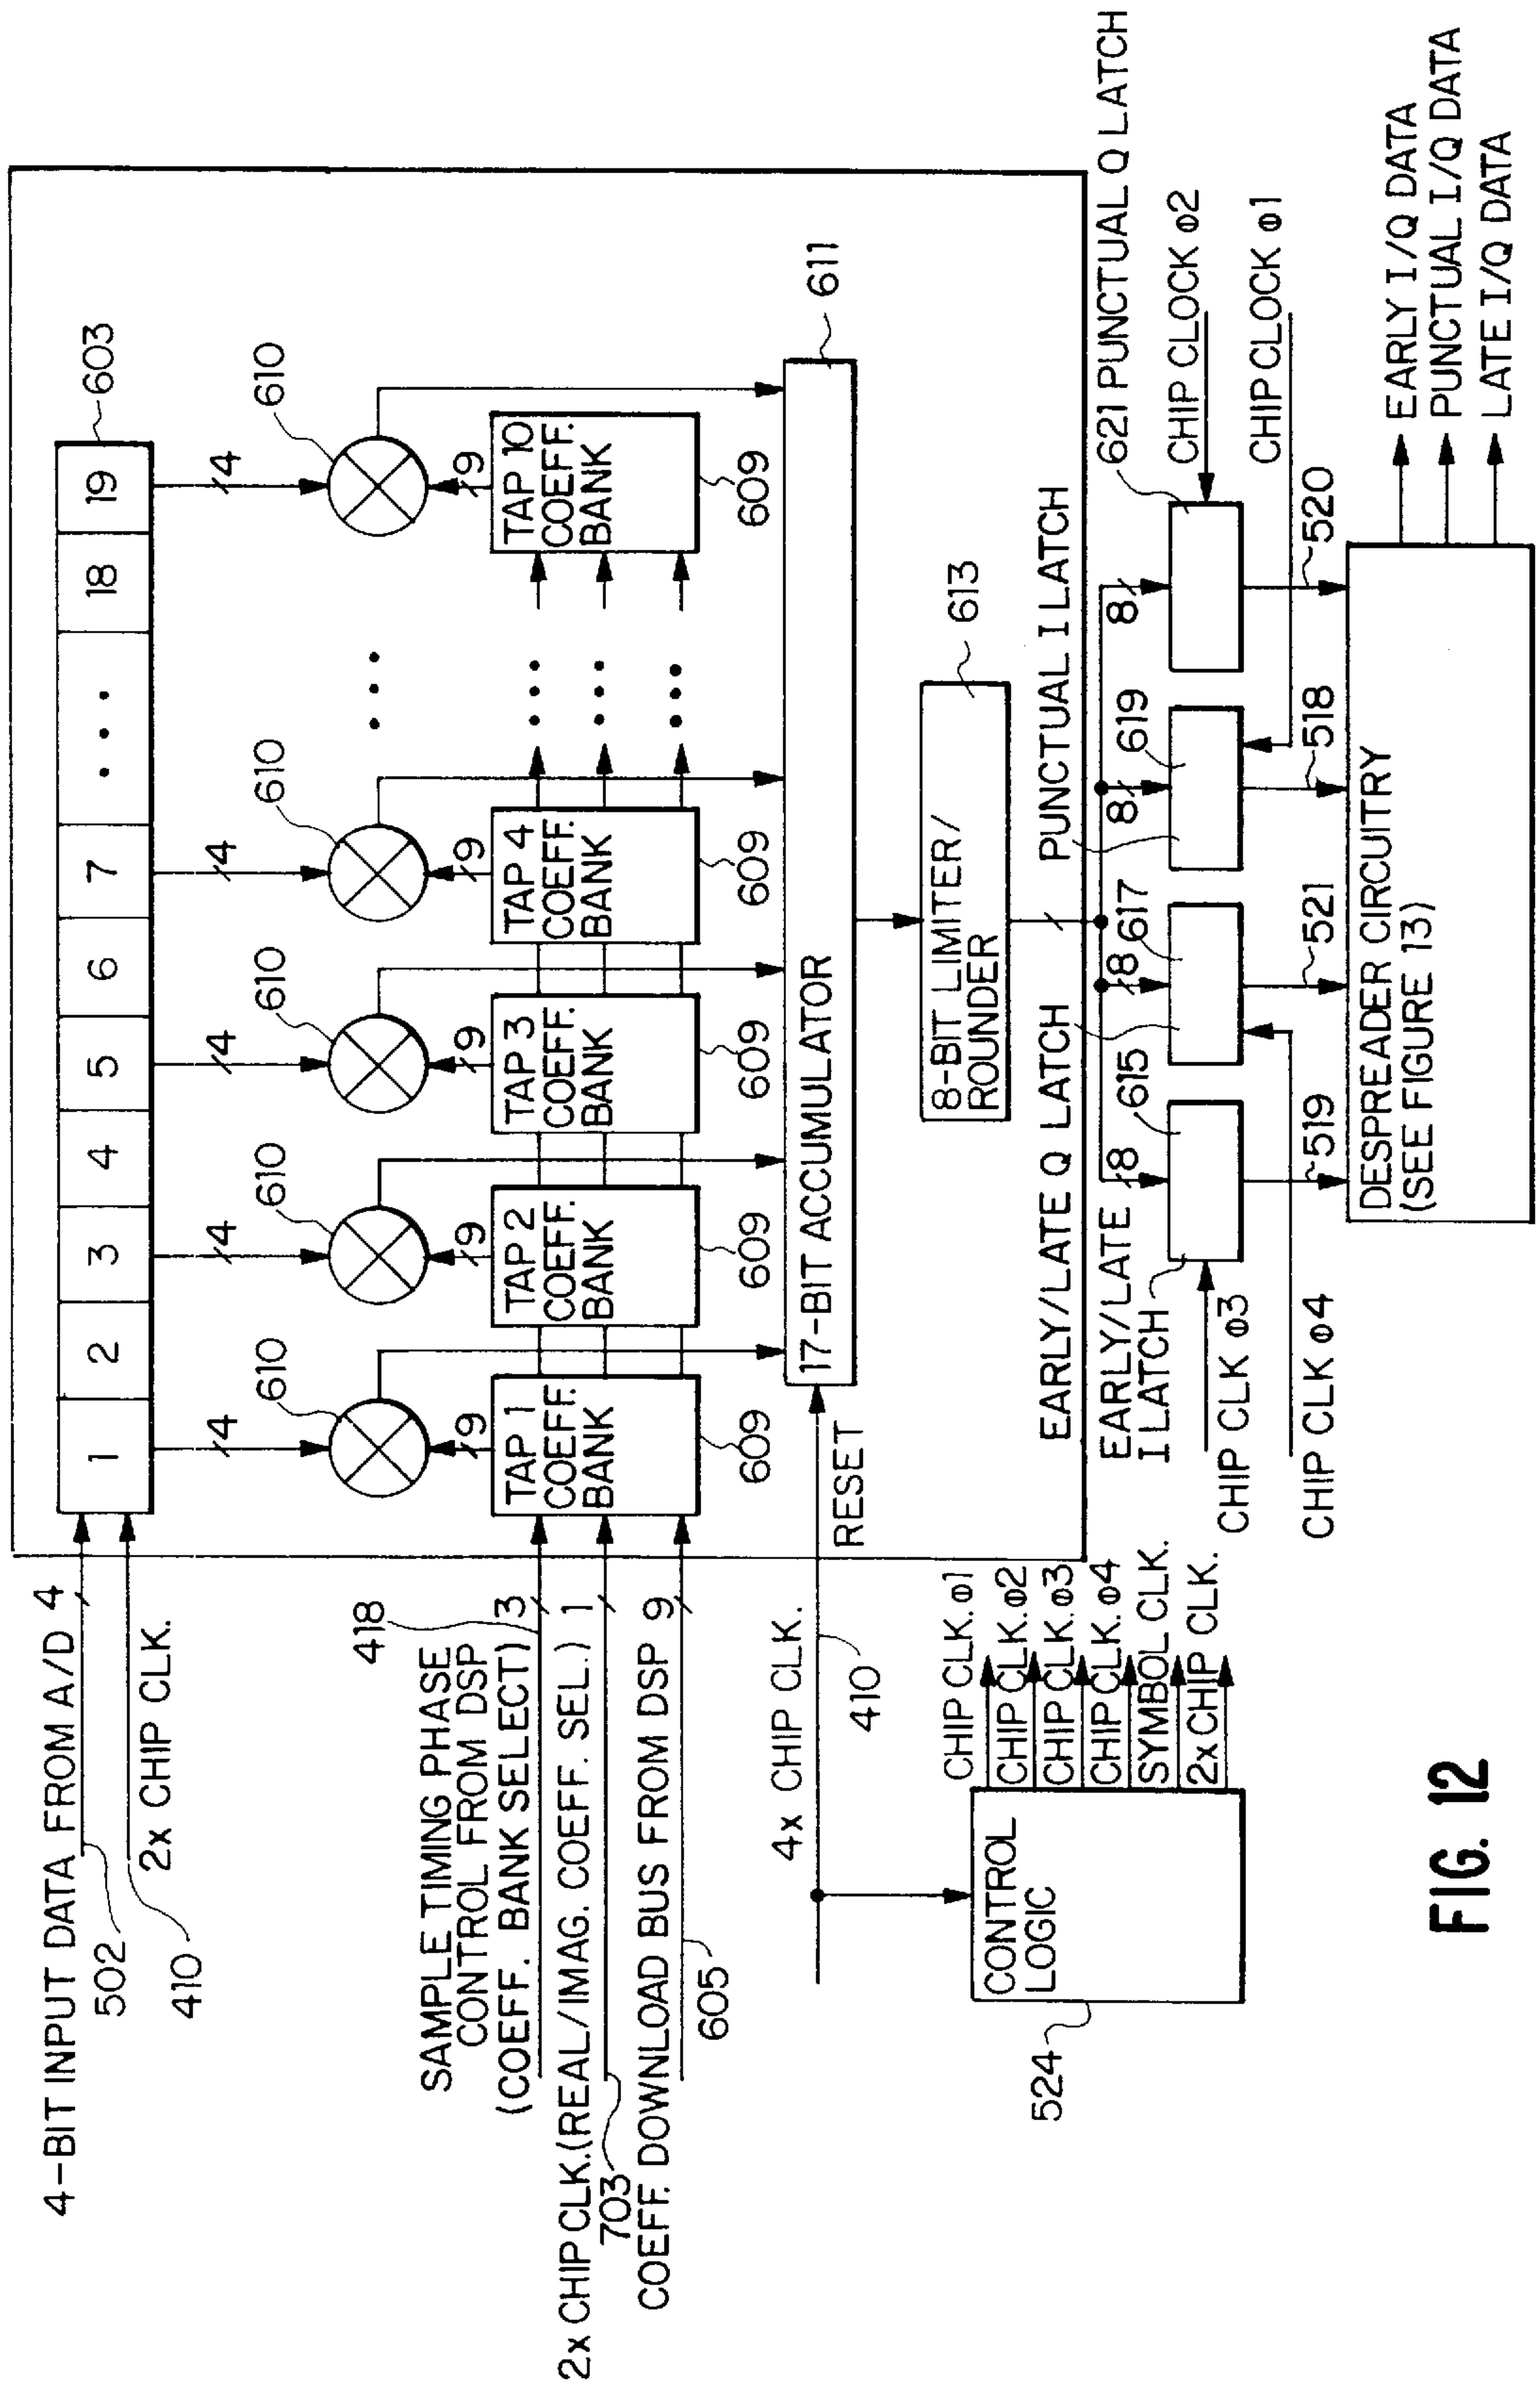 4-BIT INPUT DATA FROM A/D 4
502
2x CHIP CLK.
410
1 2 3 4 5 6 7 ... 18 19
603
4 4 4 4 4
610 610 610 610 610
9 9 9 9 9
SAMPLE TIMING PHASE
CONTROL FROM DSP
(COEFF. BANK SELECT) 3
418
2x CHIP CLK.(REAL/IMAG. COEFF. SEL.) 1
703
COEFF. DOWNLOAD BUS FROM DSP 9
605
TAP 1
COEFF.
BANK
609
TAP 2
COEFF.
BANK
609
TAP 3
COEFF.
BANK
609
TAP 4
COEFF.
BANK
609
TAP 10
COEFF.
BANK
609
4x CHIP CLK.
410
RESET
17-BIT ACCUMULATOR
611
8-BIT LIMITER/
ROUNDER
613
CONTROL
LOGIC
524
CHIP CLK. Φ1
CHIP CLK. Φ2
CHIP CLK. Φ3
CHIP CLK. Φ4
SYMBOL CLK.
2x CHIP CLK.
EARLY/LATE Q LATCH
PUNCTUAL I LATCH
EARLY/LATE
I LATCH
621 PUNCTUAL Q LATCH
8 8 8 8
615
617
619
CHIP CLK Φ3
CHIP CLK Φ4
CHIP CLOCK Φ2
CHIP CLOCK Φ1
519
521
518
520
DESPREADER CIRCUITRY
(SEE FIGURE 13)
EARLY I/Q DATA
PUNCTUAL I/Q DATA
LATE I/Q DATA
FIG. 12